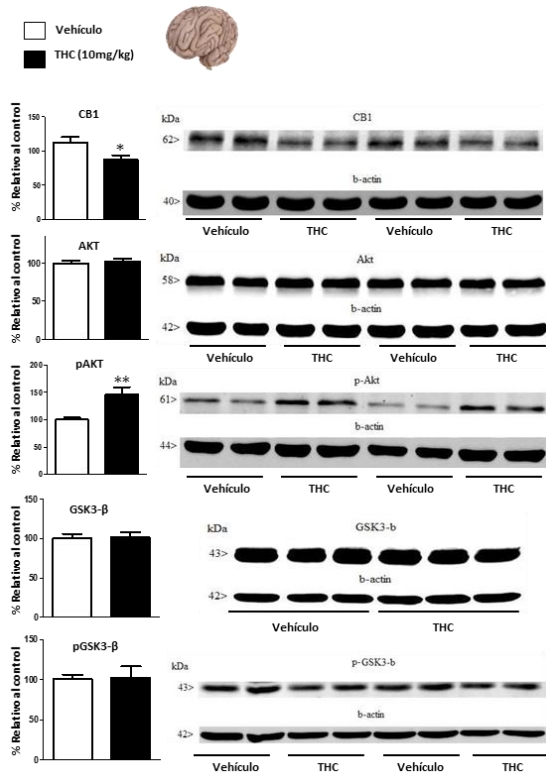 Vehículo
THC (10mg/kg)
CB1
% Relativo al control
150
100
50
0
*
kDa
CB1
62>
b-actin
40>
Vehículo THC Vehículo THC
AKT
% Relativo al control
100
50
0
kDa
Akt
58>
b-actin
42>
Vehículo THC Vehículo THC
pAKT
% Relativo al control
200
150
100
50
0
**
kDa
p-Akt
61>
b-actin
44>
Vehículo THC Vehículo THC
GSK3-β
% Relativo al control
150
100
50
0
kDa
GSK3-b
43>
b-actin
42>
Vehículo THC
pGSK3-β
% Relativo al control
150
100
50
0
kDa
p-GSK3-b
43>
b-actin
42>
Vehículo THC Vehículo THC